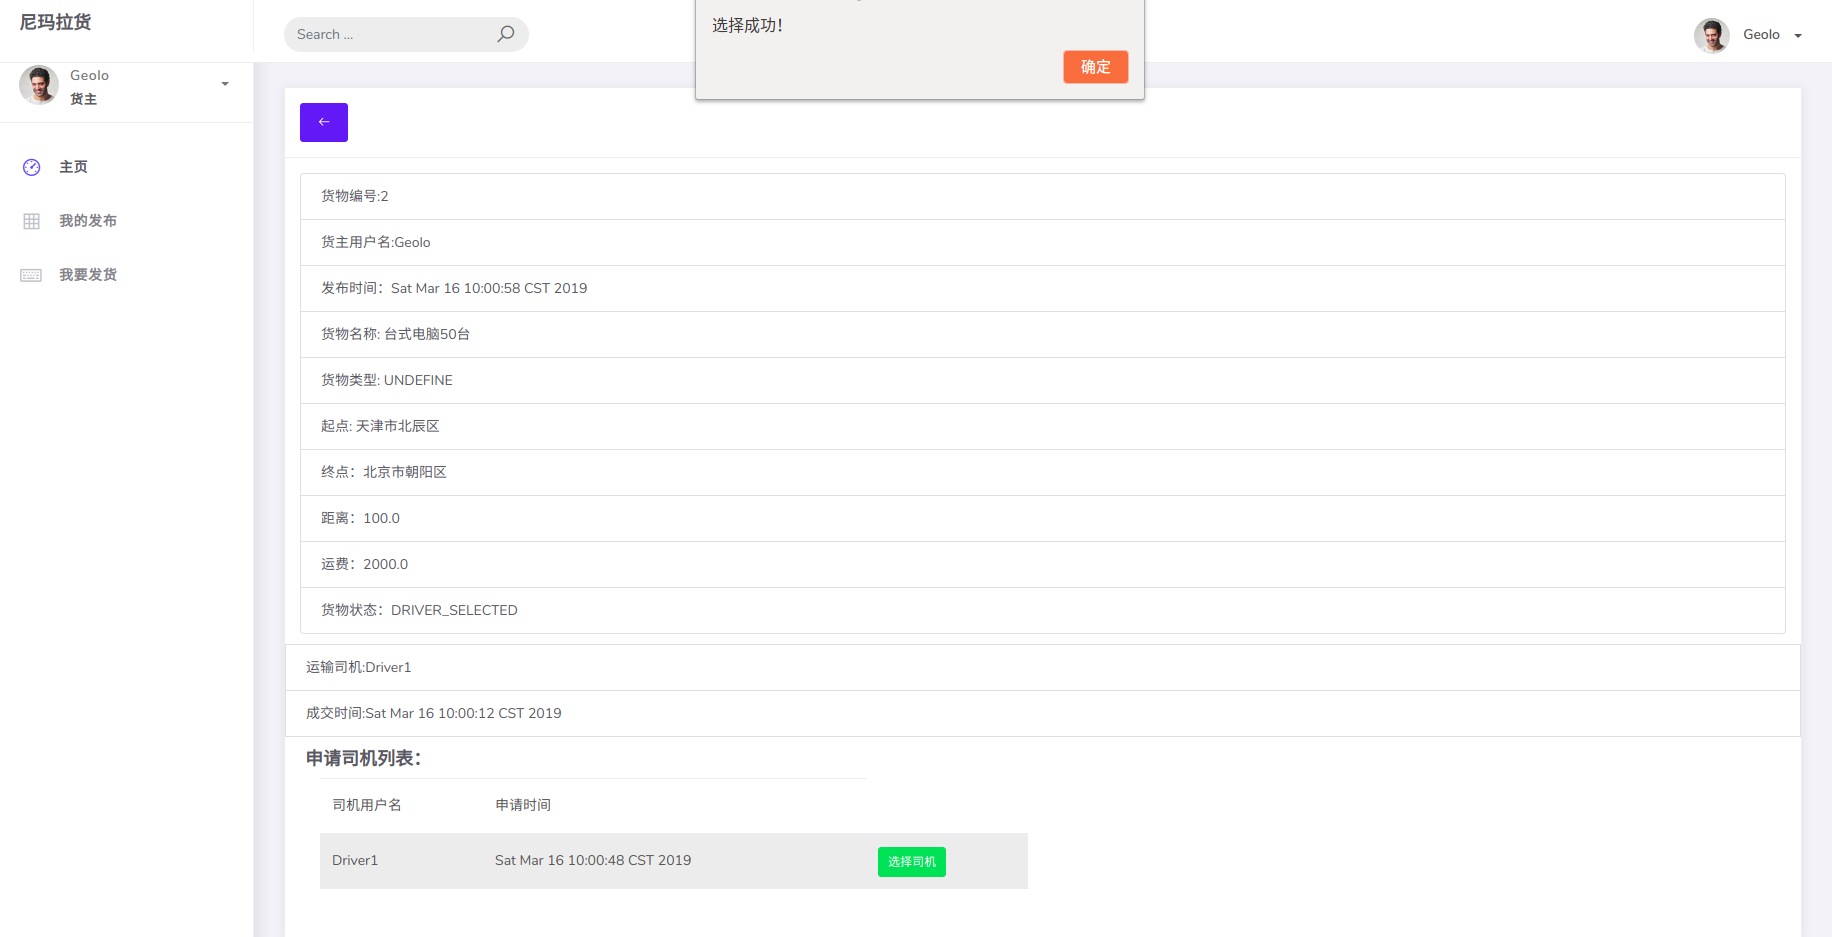 尼玛拉货
Search ...
选择成功！
确定
Geolo
Geolo
货主
主页
我的发布
我要发货
货物编号:2
货主用户名:Geolo
发布时间：Sat Mar 16 10:00:58 CST 2019
货物名称: 台式电脑50台
货物类型: UNDEFINE
起点: 天津市北辰区
终点：北京市朝阳区
距离：100.0
运费：2000.0
货物状态：DRIVER_SELECTED
运输司机:Driver1
成交时间:Sat Mar 16 10:00:12 CST 2019
申请司机列表：
司机用户名 申请时间
Driver1 Sat Mar 16 10:00:48 CST 2019 选择司机